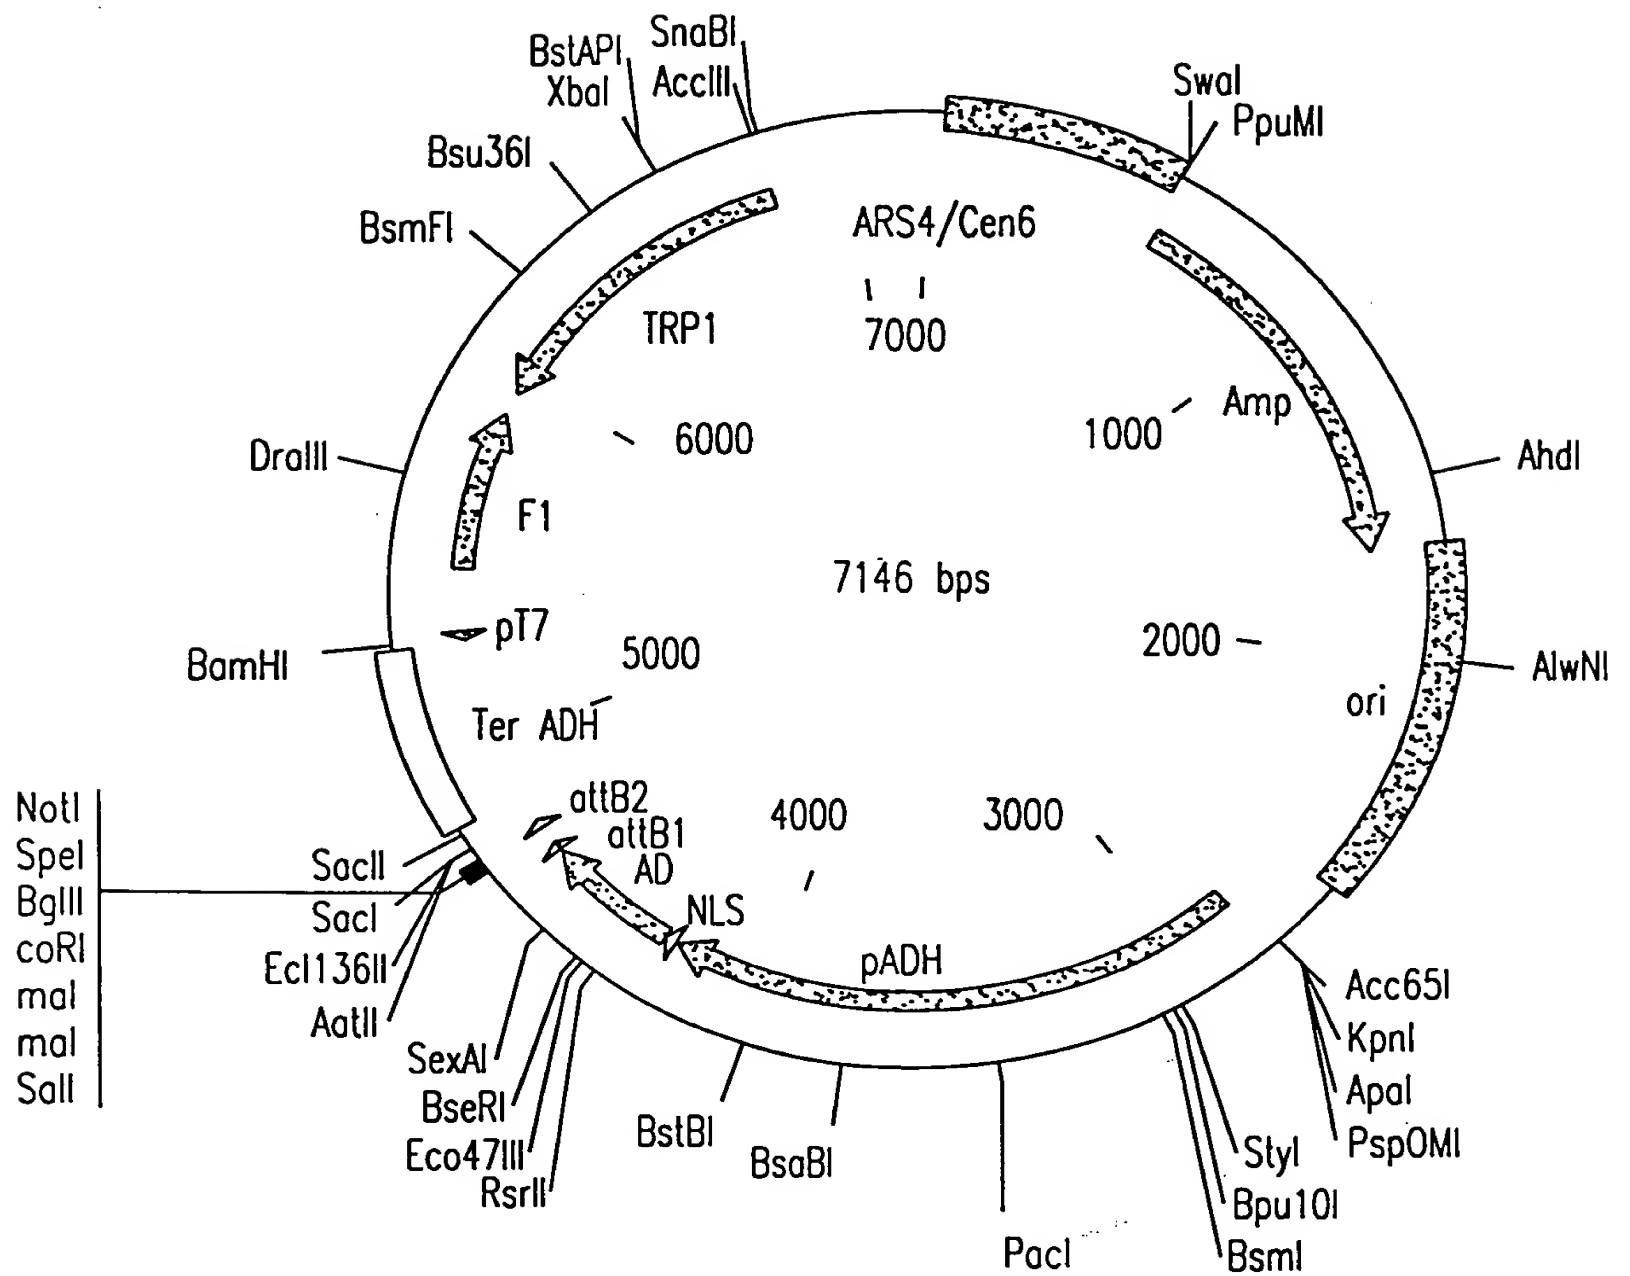 SnaBI
BstAPI
AccIII
XbaI
SwaI
PpuMI
Bsu36I
BsmFI
ARS4/Cen6
TRP1
7000
Amp
6000
1000
DraIII
AhdI
F1
7146 bps
pT7
5000
2000
BamHI
AlwNI
ori
Ter ADH
attB2
attB1
AD
4000
3000
NotI
SpeI
BglII
coRI
maI
maI
SalI
SacII
SacI
Ecl136II
AatII
NLS
pADH
Acc65I
KpnI
ApaI
PspOMI
SexAI
BseRI
Eco47III
RsrII
BstBI
BsaBI
PacI
StyI
Bpu10I
BsmI